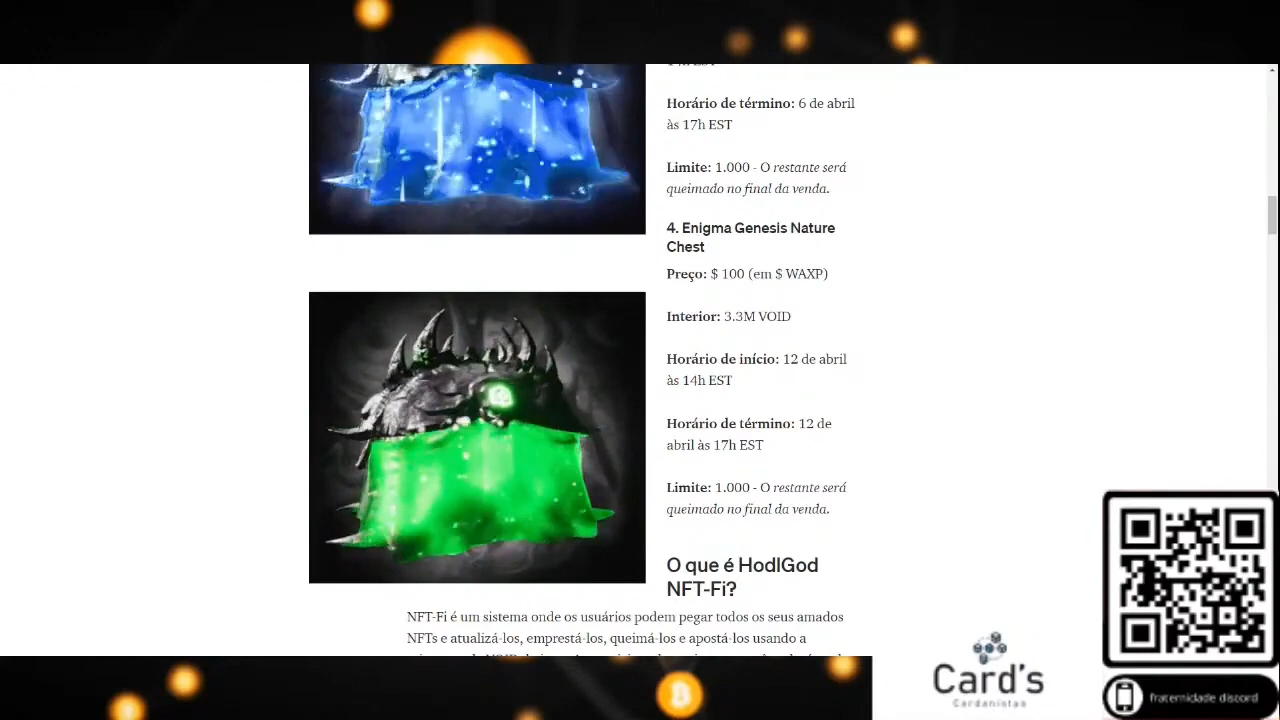 Horário de término: 6 de abril
às 17h EST
Limite: 1.000 - O restante será
queimado no final da venda.
4. Enigma Genesis Nature
Chest
Preço: $ 100 (em $ WAXP)
Interior: 3.3M VOID
Horário de início: 12 de abril
às 14h EST
Horário de término: 12 de
abril às 17h EST
Limite: 1.000 - O restante será
queimado no final da venda.
O que é HodlGod
NFT-Fi?
NFT-Fi é um sistema onde os usuários podem pegar todos os seus amados
NFTs e atualizá-los, emprestá-los, queimá-los e apostá-los usando a
Card's
Cardanistas
fraternidade discord